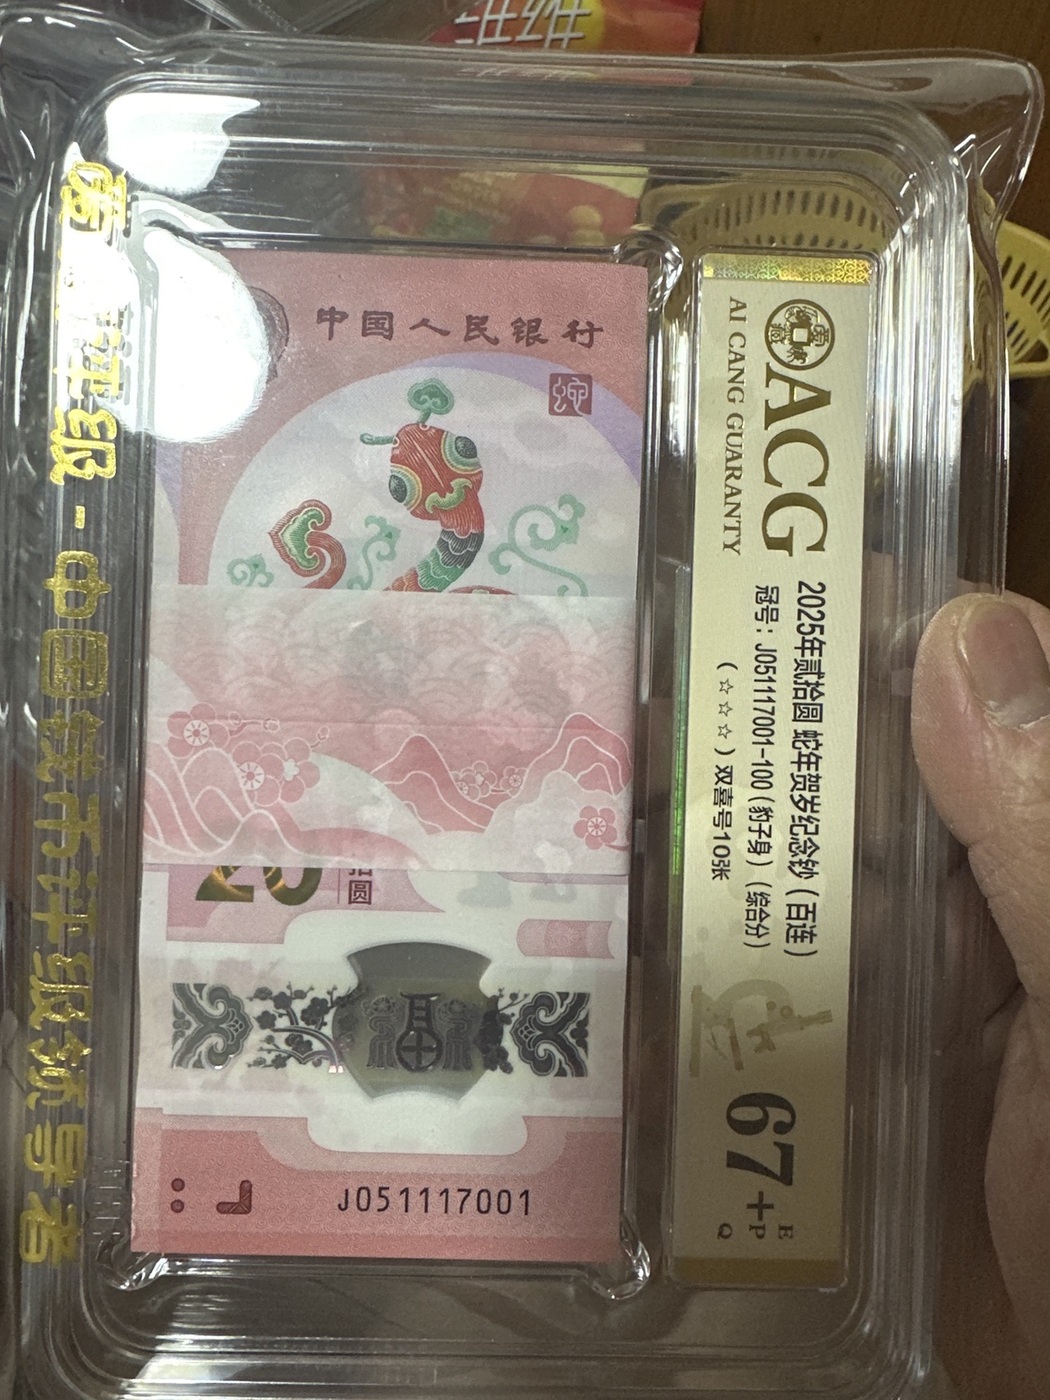 爱藏评级-中国钱币评级领导者
中国人民银行
蛇
20
拾圆
J051117001
ACG
AI CANG GUARANTY
2025年贰拾圆 蛇年贺岁纪念钞（百连）
冠号：J051117001-100 (豹子身) (综合分)
（☆☆☆）双喜号10张
67+
E
P
Q